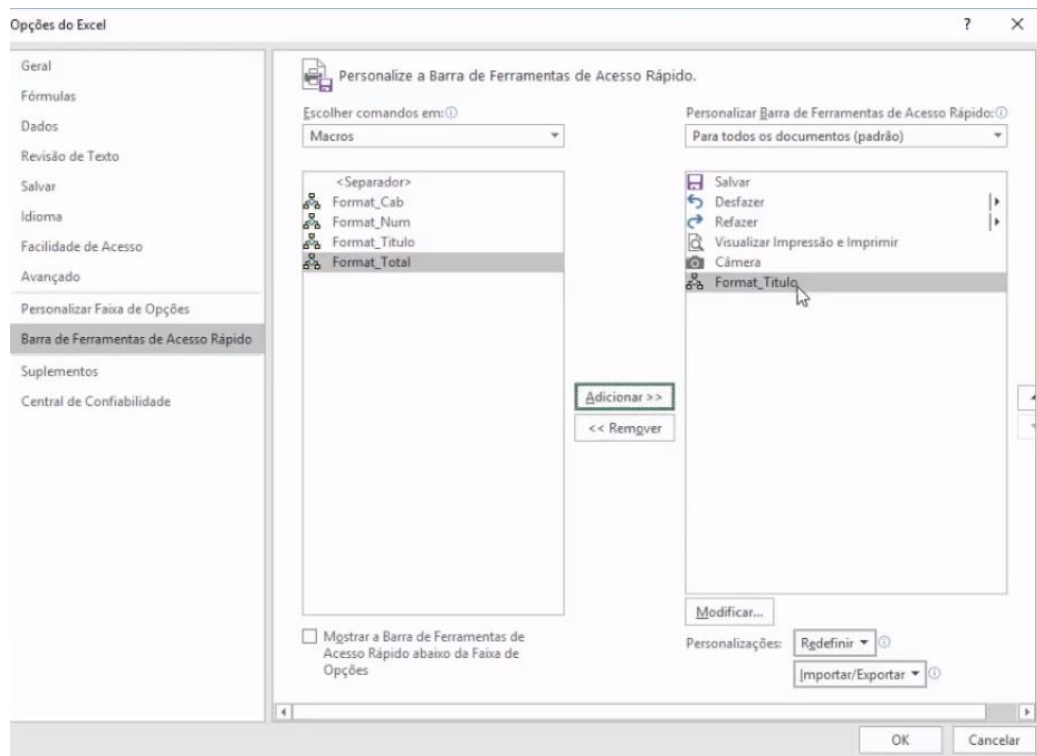 Opções do Excel
?
Geral
Fórmulas
Dados
Revisão de Texto
Salvar
Idioma
Facilidade de Acesso
Avançado
Personalizar Faixa de Opções
Barra de Ferramentas de Acesso Rápido
Suplementos
Central de Confiabilidade
Personalize a Barra de Ferramentas de Acesso Rápido.
Escolher comandos em:
Macros
<Separador>
Format_Cab
Format_Num
Format_Titulo
Format_Total
Mostrar a Barra de Ferramentas de
Acesso Rápido abaixo da Faixa de
Opções
Adicionar >>
<< Remover
Personalizar Barra de Ferramentas de Acesso Rápido:
Para todos os documentos (padrão)
Salvar
Desfazer
Refazer
Visualizar Impressão e Imprimir
Câmera
Format_Titulo
Modificar...
Personalizações:
Redefinir
Importar/Exportar
OK
Cancelar